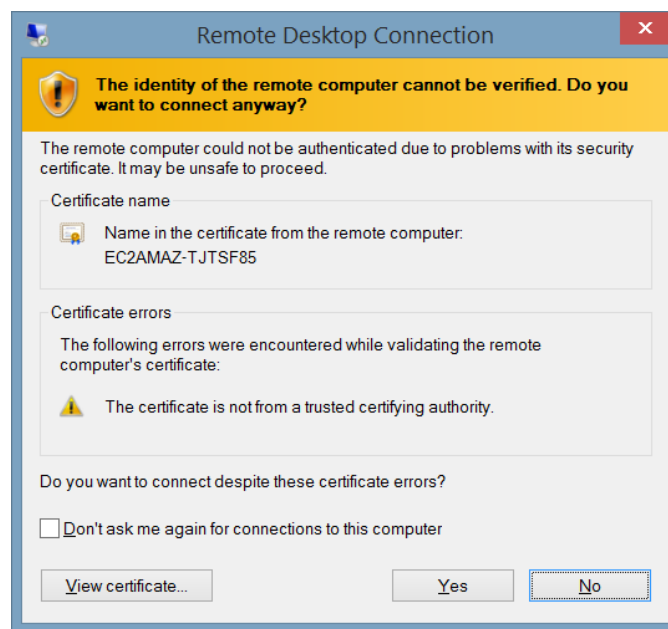 Remote Desktop Connection
The identity of the remote computer cannot be verified. Do you
want to connect anyway?
The remote computer could not be authenticated due to problems with its security
certificate. It may be unsafe to proceed.
Certificate name
Name in the certificate from the remote computer:
EC2AMAZ-TJTSF85
Certificate errors
The following errors were encountered while validating the remote
computer's certificate:
The certificate is not from a trusted certifying authority.
Do you want to connect despite these certificate errors?
Don't ask me again for connections to this computer
View certificate... Yes No